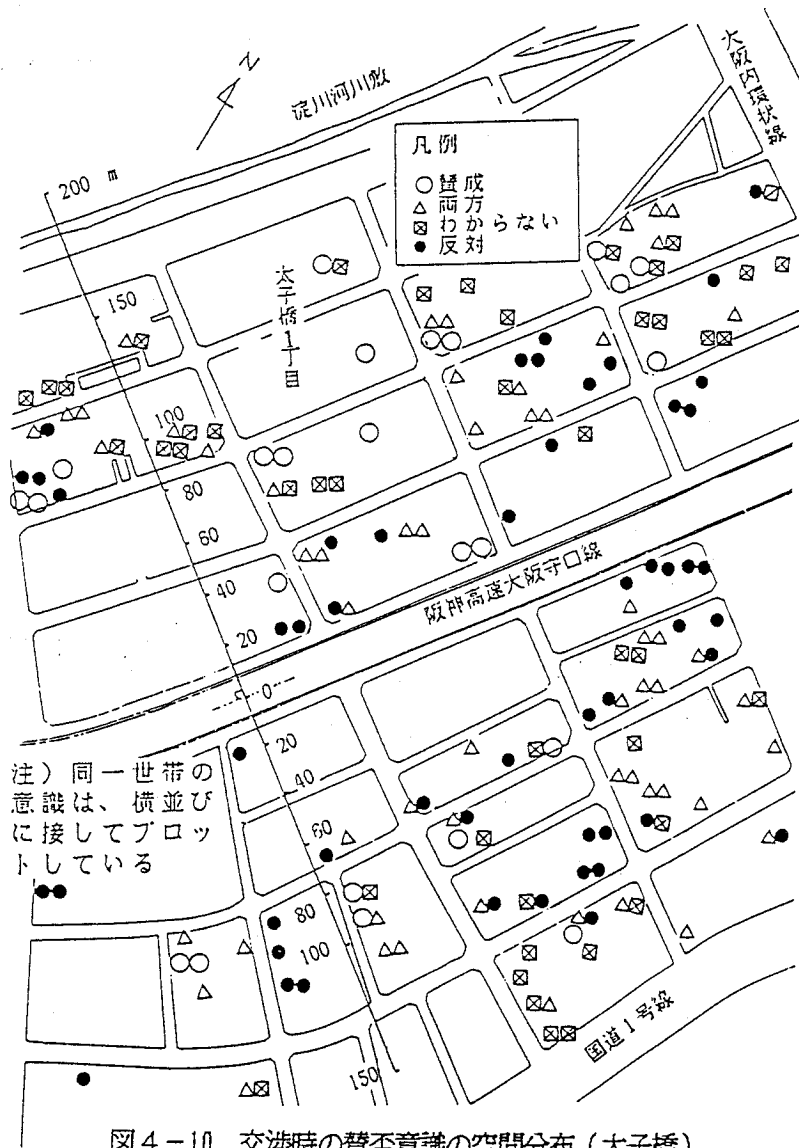 N
淀川河川敷
大阪内環状線
200 m
凡例
○賛成
△両方
⊠わからない
●反対
太子橋1丁目
150
100
80
60
40
20
0
阪神高速大阪守口線
20
40
60
80
100
150
国道1号線
注)同一世帯の
意識は、横並び
に接してプロッ
トしている
図4-10 交渉時の賛否意識の空間分布(太子橋)